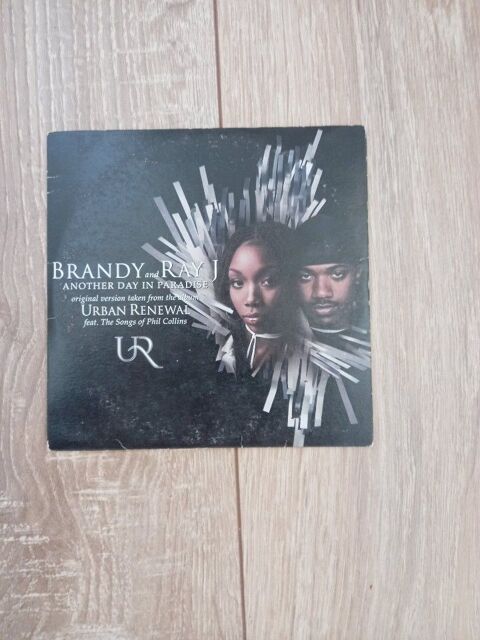 BRANDY and RAY J
ANOTHER DAY IN PARADISE
original version taken from the album
URBAN RENEWAL
feat. The Songs of Phil Collins
UR